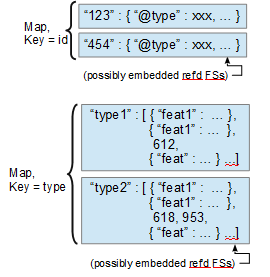 Map,
Key = id
"123" : { "@type" : xxx, ... }
"454" : { "@type" : xxx, ... }
(possibly embedded refd FSs)
Map,
Key = type
"type1" : [ { "feat1" : ... },
{ "feat1" : ... },
612,
{ "feat" : ... } ...]
"type2" : [ { "feat1" : ... },
{ "feat1" : ... },
618, 953,
{ "feat" : ... } ...]
(possibly embedded refd FSs)